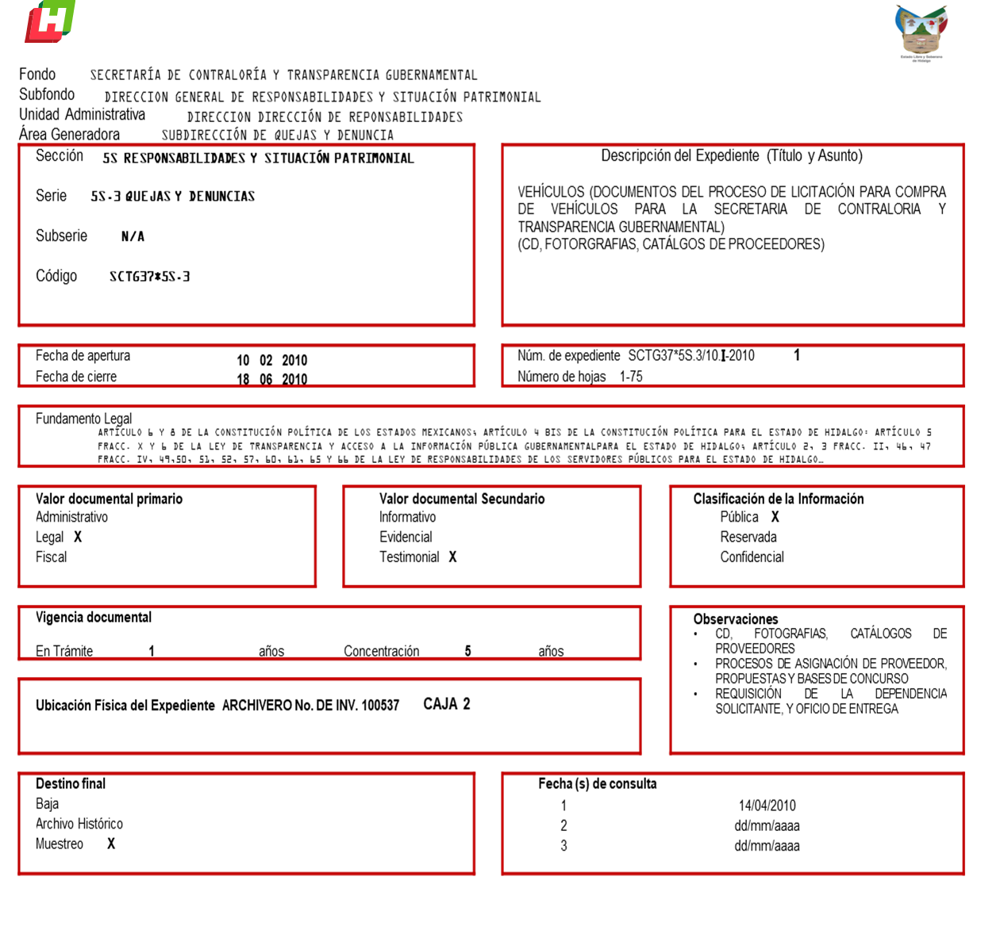 H
Estado Libre y Soberano
de Hidalgo
Fondo SECRETARÍA DE CONTRALORÍA Y TRANSPARENCIA GUBERNAMENTAL
Subfondo DIRECCION GENERAL DE RESPONSABILIDADES Y SITUACIÓN PATRIMONIAL
Unidad Administrativa DIRECCION DIRECCIÓN DE REPONSABILIDADES
Área Generadora SUBDIRECCIÓN DE QUEJAS Y DENUNCIA
Sección 5S RESPONSABILIDADES Y SITUACIÓN PATRIMONIAL
Serie 5S.3 QUEJAS Y DENUNCIAS
Subserie N/A
Código SCTG37*5S.3
Descripción del Expediente (Título y Asunto)
VEHÍCULOS (DOCUMENTOS DEL PROCESO DE LICITACIÓN PARA COMPRA
DE VEHÍCULOS PARA LA SECRETARIA DE CONTRALORIA Y
TRANSPARENCIA GUBERNAMENTAL)
(CD, FOTORGRAFIAS, CATÁLGOS DE PROCEEDORES)
Fecha de apertura 10 02 2010
Fecha de cierre 18 06 2010
Núm. de expediente SCTG37*5S.3/10.I-2010 1
Número de hojas 1-75
Fundamento Legal
ARTÍCULO 6 Y 8 DE LA CONSTITUCIÓN POLÍTICA DE LOS ESTADOS MEXICANOS; ARTÍCULO 4 BIS DE LA CONSTITUCIÓN POLÍTICA PARA EL ESTADO DE HIDALGO: ARTÍCULO 5
FRACC. X Y 6 DE LA LEY DE TRANSPARENCIA Y ACCESO A LA INFORMACIÓN PÚBLICA GUBERNAMENTALPARA EL ESTADO DE HIDALGO; ARTÍCULO 2, 3 FRACC. II, 46, 47
FRACC. IV, 49,50, 51, 52, 57, 60, 61, 65 Y 66 DE LA LEY DE RESPONSABILIDADES DE LOS SERVIDORES PÚBLICOS PARA EL ESTADO DE HIDALGO…
Valor documental primario
Administrativo
Legal X
Fiscal
Valor documental Secundario
Informativo
Evidencial
Testimonial X
Clasificación de la Información
Pública X
Reservada
Confidencial
Vigencia documental
En Trámite 1 años Concentración 5 años
Observaciones
• CD, FOTOGRAFIAS, CATÁLOGOS DE
PROVEEDORES
• PROCESOS DE ASIGNACIÓN DE PROVEEDOR,
PROPUESTAS Y BASES DE CONCURSO
• REQUISICIÓN DE LA DEPENDENCIA
SOLICITANTE, Y OFICIO DE ENTREGA
Ubicación Física del Expediente ARCHIVERO No. DE INV. 100537 CAJA 2
Destino final
Baja
Archivo Histórico
Muestreo X
Fecha (s) de consulta
1 14/04/2010
2 dd/mm/aaaa
3 dd/mm/aaaa